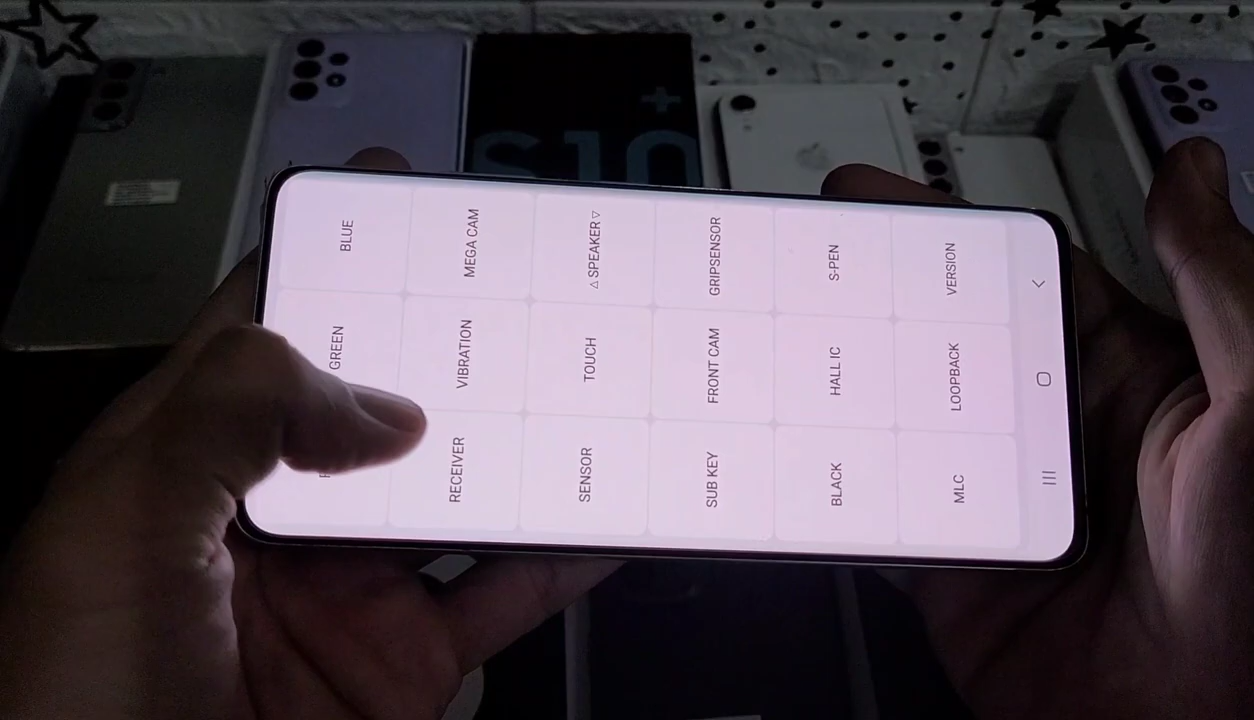 S10+
GREEN
BLUE
RECEIVER
VIBRATION
MEGA CAM
SENSOR
TOUCH
△ SPEAKER ▽
SUB KEY
FRONT CAM
GRIPSENSOR
BLACK
HALL IC
S-PEN
MLC
LOOPBACK
VERSION